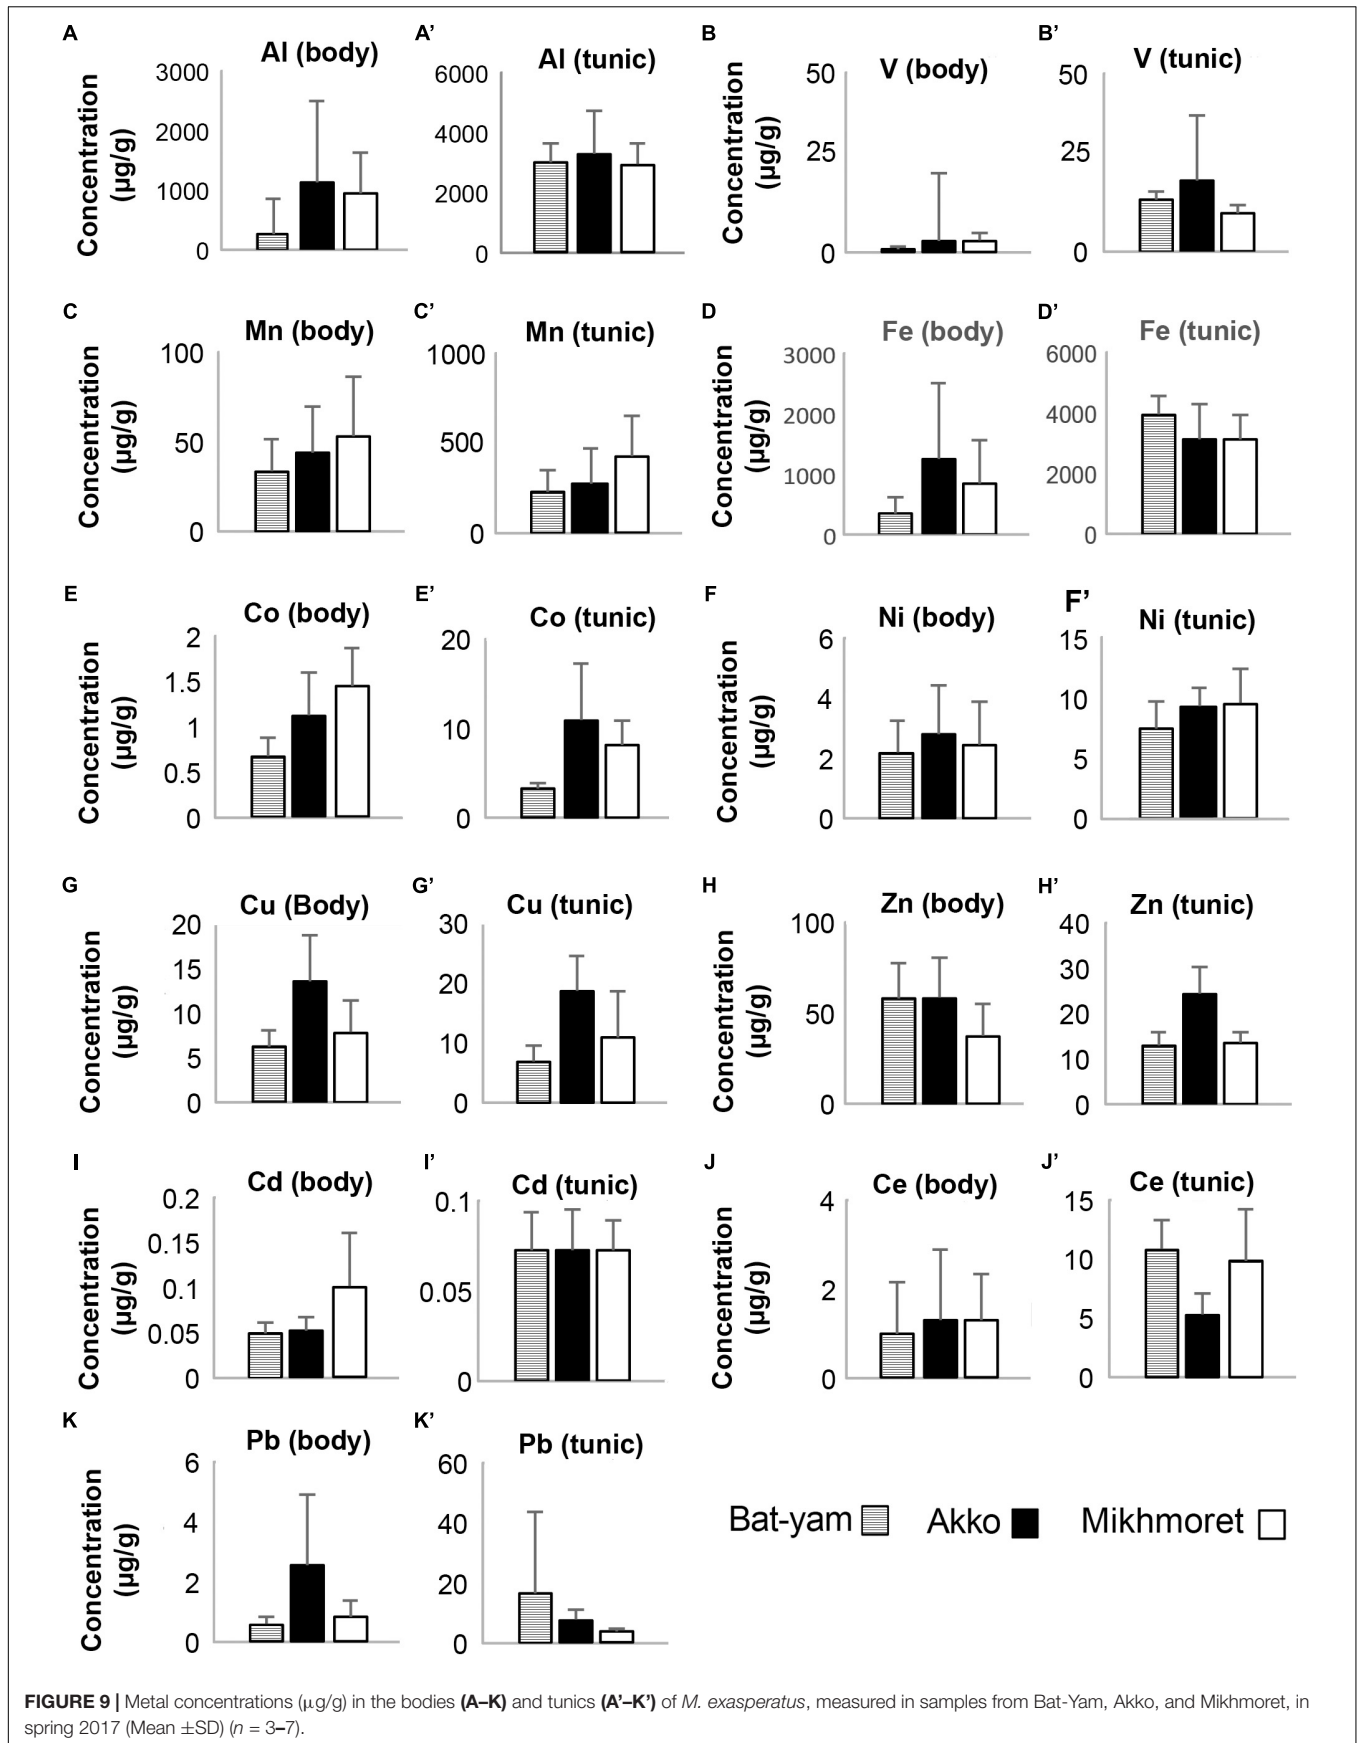 A
Al (body)
3000
2000
1000
0
Concentration
(µg/g)
A’
Al (tunic)
6000
4000
2000
0
B
V (body)
50
25
0
Concentration
(µg/g)
B’
V (tunic)
50
25
0
C
Mn (body)
100
50
0
Concentration
(µg/g)
C’
Mn (tunic)
1000
500
0
D
Fe (body)
3000
2000
1000
0
Concentration
(µg/g)
D’
Fe (tunic)
6000
4000
2000
0
E
Co (body)
2
1.5
1
0.5
0
Concentration
(µg/g)
E’
Co (tunic)
20
10
0
F
Ni (body)
6
4
2
0
Concentration
(µg/g)
F’
Ni (tunic)
15
10
5
0
G
Cu (Body)
20
15
10
5
0
Concentration
(µg/g)
G’
Cu (tunic)
30
20
10
0
H
Zn (body)
100
50
0
Concentration
(µg/g)
H’
Zn (tunic)
40
30
20
10
0
I
Cd (body)
0.2
0.15
0.1
0.05
0
Concentration
(µg/g)
I’
Cd (tunic)
0.1
0.05
0
J
Ce (body)
4
2
0
Concentration
(µg/g)
J’
Ce (tunic)
15
10
5
0
K
Pb (body)
6
4
2
0
Concentration
(µg/g)
K’
Pb (tunic)
60
40
20
0
Bat-yam
Akko
Mikhmoret
FIGURE 9 | Metal concentrations (µg/g) in the bodies (A–K) and tunics (A’–K’) of M. exasperatus, measured in samples from Bat-Yam, Akko, and Mikhmoret, in
spring 2017 (Mean ±SD) (n = 3–7).